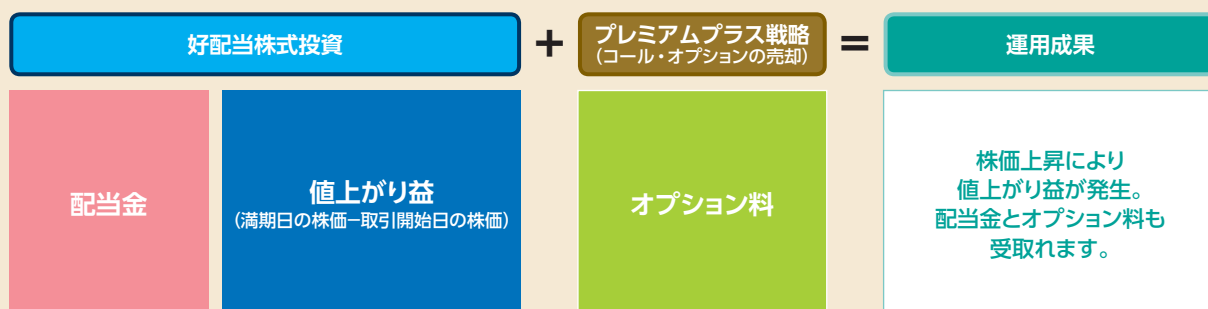 好配当株式投資
+
プレミアムプラス戦略
(コール・オプションの売却)
=
運用成果
配当金
値上がり益
(満期日の株価−取引開始日の株価)
オプション料
株価上昇により
値上がり益が発生。
配当金とオプション料も
受取れます。